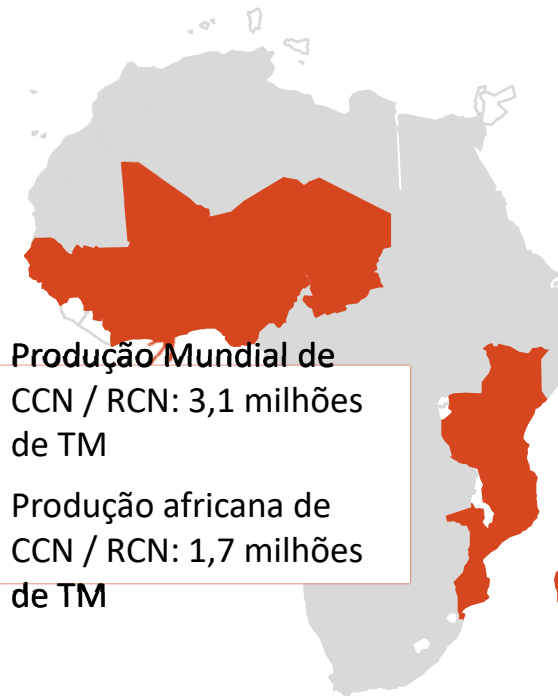 Produção Mundial de
CCN / RCN: 3,1 milhões
de TM
Produção africana de
CCN / RCN: 1,7 milhões
de TM